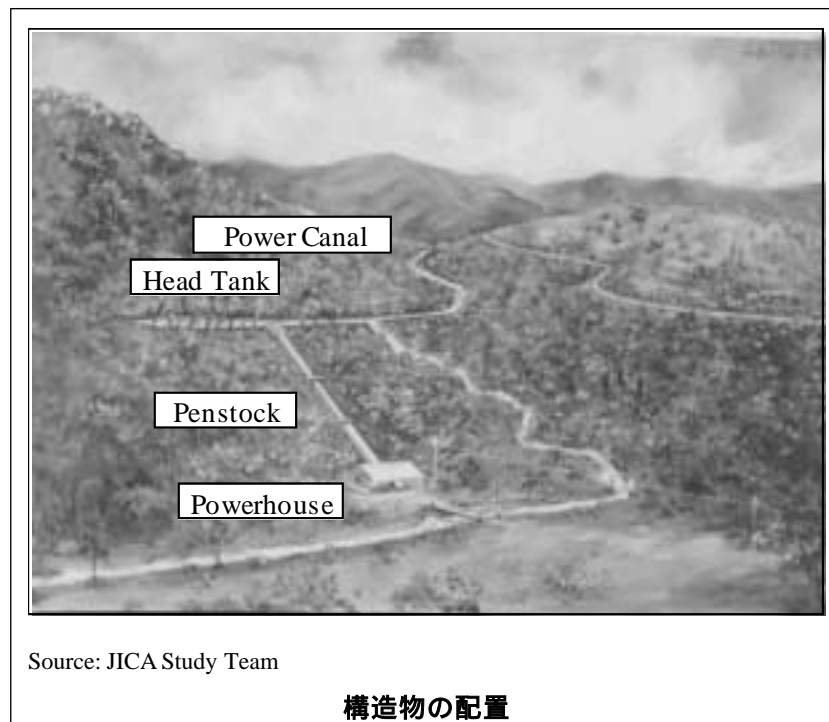 Power Canal
Head Tank
Penstock
Powerhouse
Source: JICA Study Team
構造物の配置